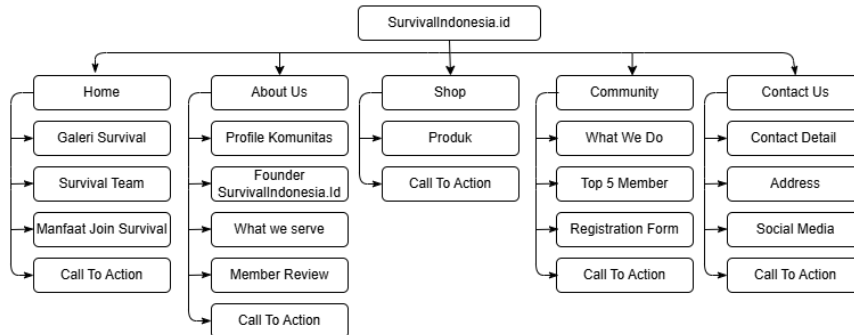 SurvivalIndonesia.id
Home
Galeri Survival
Survival Team
Manfaat Join Survival
Call To Action
About Us
Profile Komunitas
Founder
SurvivalIndonesia.Id
What we serve
Member Review
Call To Action
Shop
Produk
Call To Action
Community
What We Do
Top 5 Member
Registration Form
Call To Action
Contact Us
Contact Detail
Address
Social Media
Call To Action